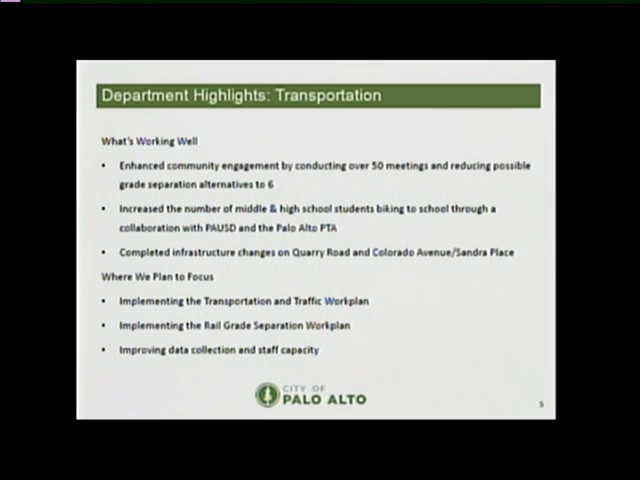 Department Highlights: Transportation
What's Working Well
• Enhanced community engagement by conducting over 50 meetings and reducing possible
grade separation alternatives to 6
• Increased the number of middle & high school students biking to school through a
collaboration with PAUSD and the Palo Alto PTA
• Completed infrastructure changes on Quarry Road and Colorado Avenue/Sandra Place
Where We Plan to Focus
• Implementing the Transportation and Traffic Workplan
• Implementing the Rail Grade Separation Workplan
• Improving data collection and staff capacity
CITY OF
PALO ALTO
5